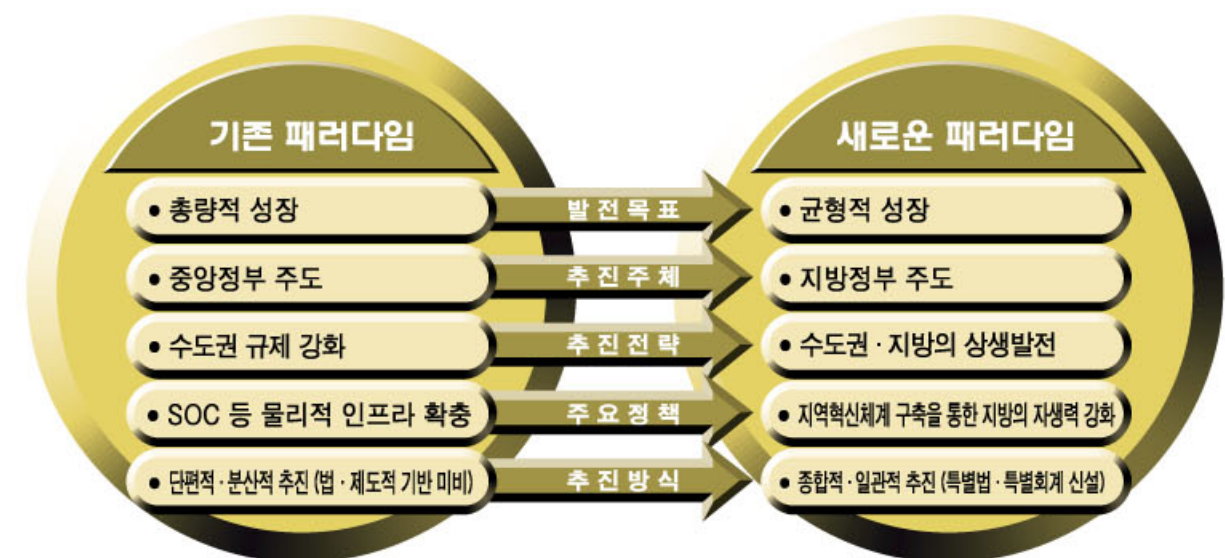 기존 패러다임
새로운 패러다임
• 총량적 성장
발전목표
• 균형적 성장
• 중앙정부 주도
추진주체
• 지방정부 주도
• 수도권 규제 강화
추진전략
• 수도권 · 지방의 상생발전
• SOC 등 물리적 인프라 확충
주요정책
• 지역혁신체계 구축을 통한 지방의 자생력 강화
• 단편적 · 분산적 추진 (법 · 제도적 기반 미비)
추진방식
• 종합적 · 일관적 추진 (특별법 · 특별회계 신설)